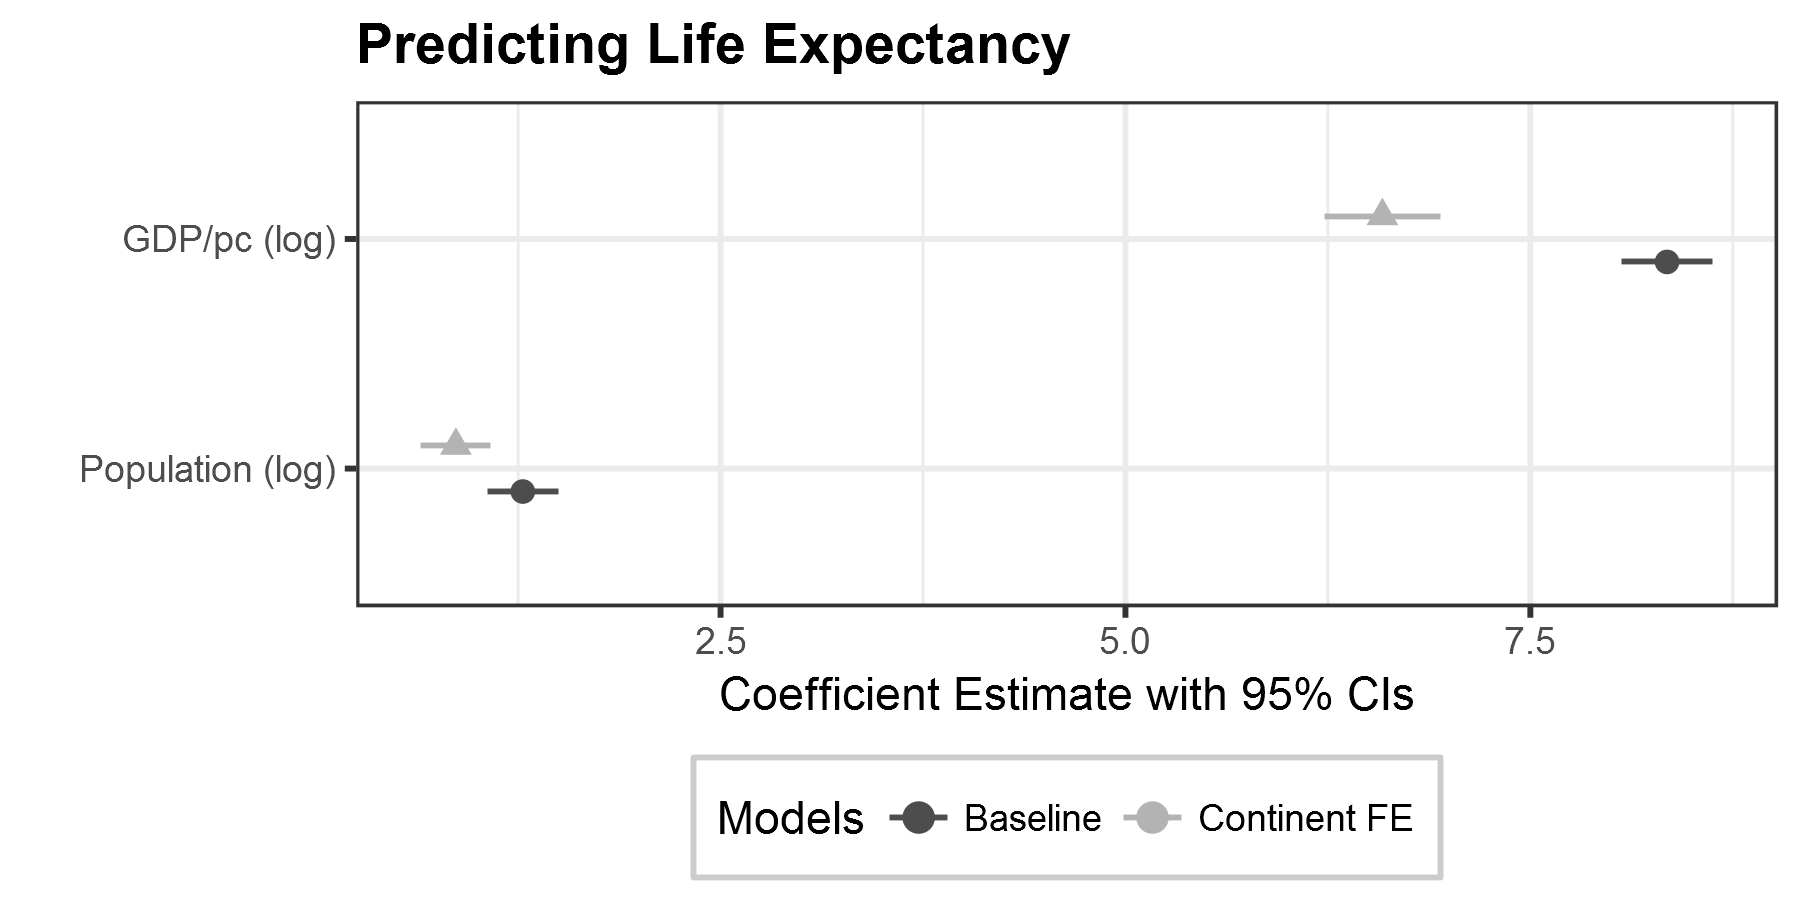 Predicting Life Expectancy
GDP/pc (log)
Population (log)
2.5 5.0 7.5
Coefficient Estimate with 95% CIs
Models Baseline Continent FE